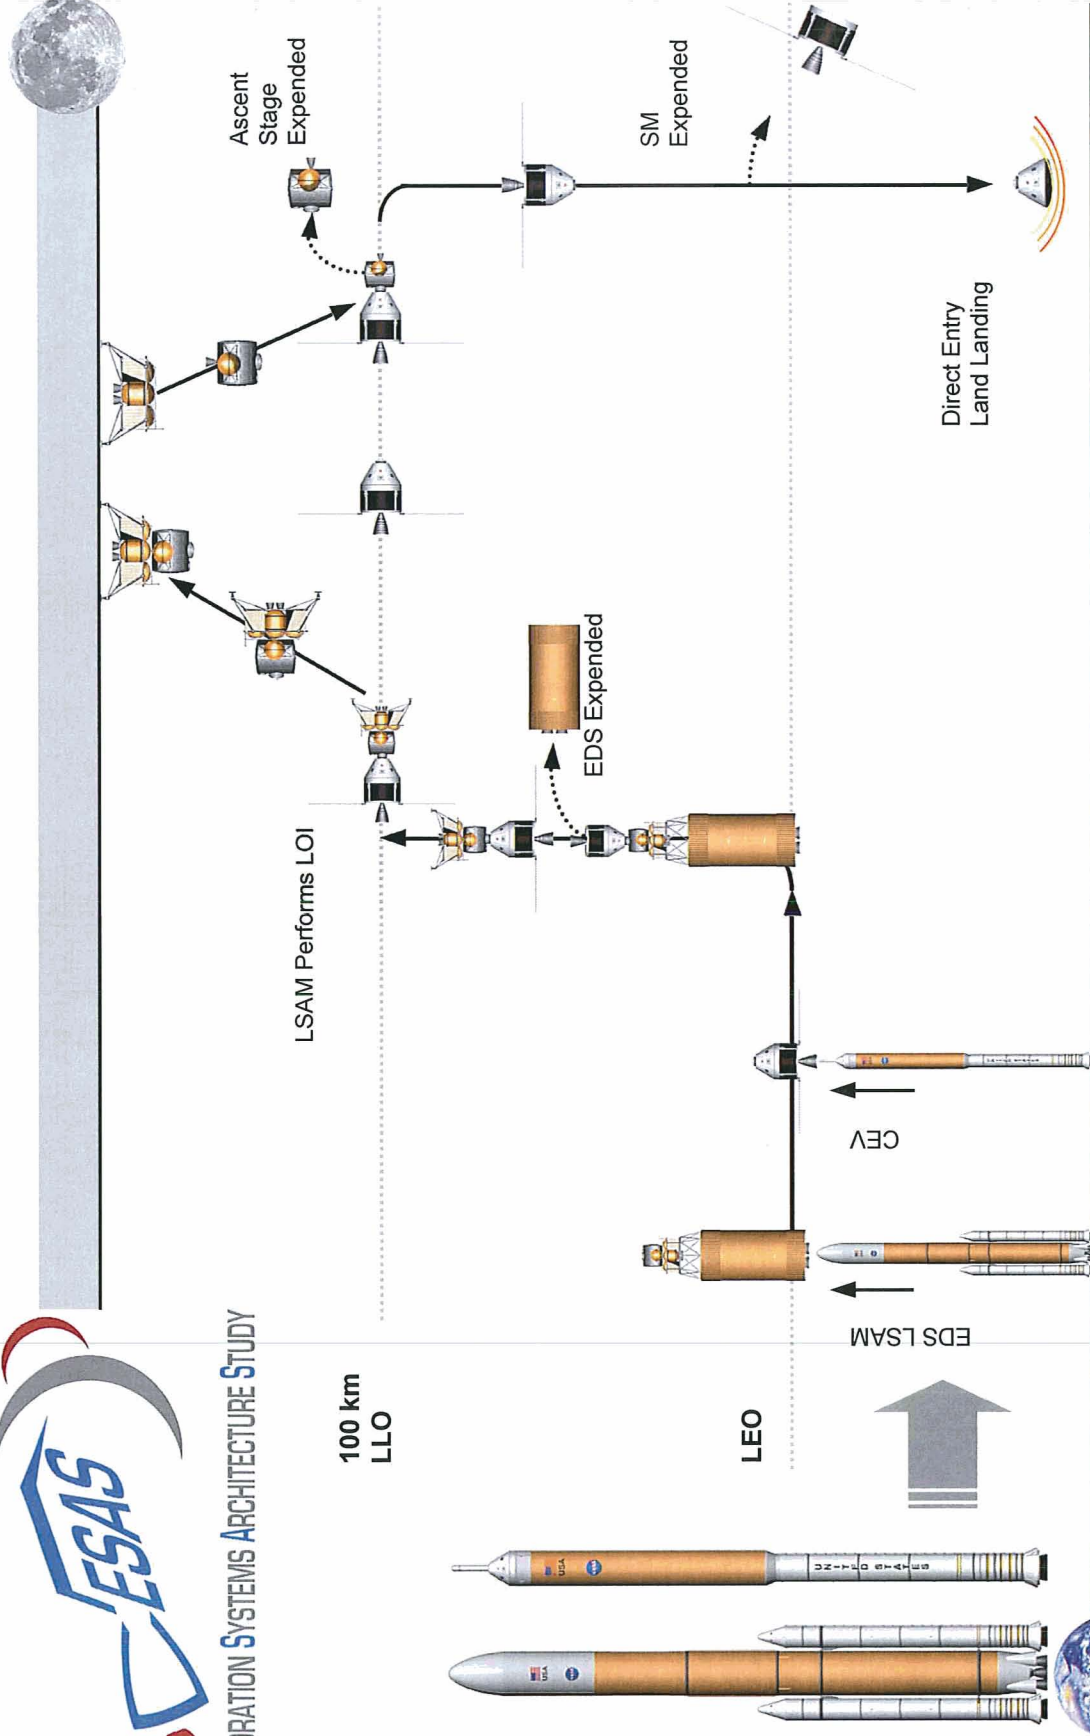 ESAS
RATION SYSTEMS ARCHITECTURE STUDY
100 km
LLO
LEO
LSAM Performs LOI
Ascent
Stage
Expended
EDS Expended
SM
Expended
Direct Entry
Land Landing
EDS LSAM
CEV
USA
USA
UNITED STATES